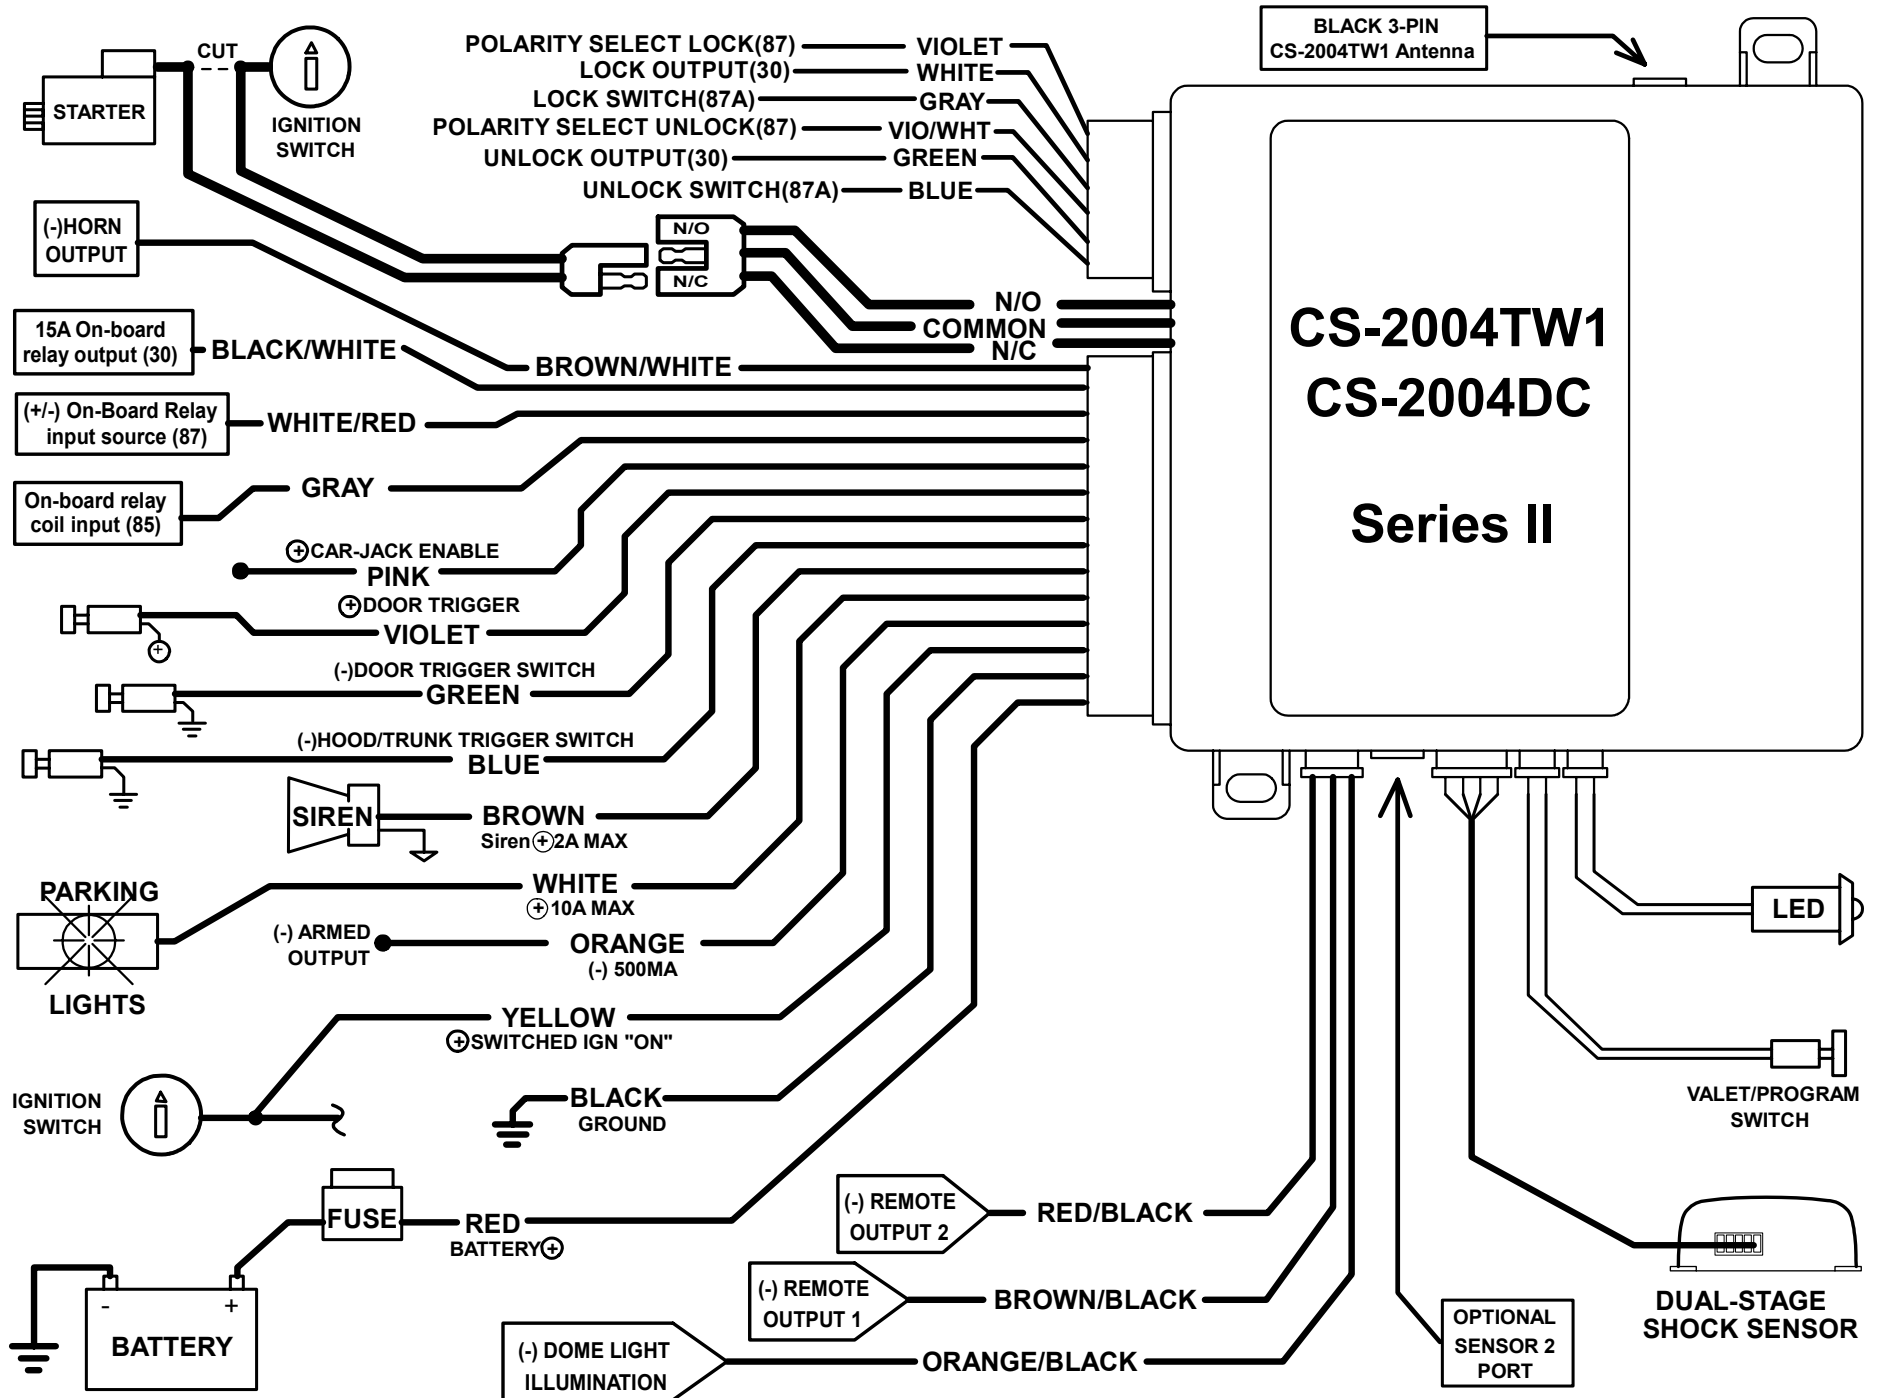 CUT
STARTER
IGNITION
SWITCH
POLARITY SELECT LOCK(87) VIOLET
LOCK OUTPUT(30) WHITE
LOCK SWITCH(87A) GRAY
POLARITY SELECT UNLOCK(87) VIO/WHT
UNLOCK OUTPUT(30) GREEN
UNLOCK SWITCH(87A) BLUE
BLACK 3-PIN
CS-2004TW1 Antenna
(-)HORN
OUTPUT
N/O
N/C
N/O
COMMON
N/C
15A On-board
relay output (30)
BLACK/WHITE
BROWN/WHITE
(+/-) On-Board Relay
input source (87)
WHITE/RED
On-board relay
coil input (85)
GRAY
CS-2004TW1
CS-2004DC
Series II
+CAR-JACK ENABLE
PINK
+DOOR TRIGGER
VIOLET
+
(-)DOOR TRIGGER SWITCH
GREEN
(-)HOOD/TRUNK TRIGGER SWITCH
BLUE
SIREN
BROWN
Siren+2A MAX
PARKING
LIGHTS
WHITE
+10A MAX
(-) ARMED
OUTPUT
ORANGE
(-) 500MA
YELLOW
+SWITCHED IGN "ON"
IGNITION
SWITCH
BLACK
GROUND
FUSE
RED
BATTERY+
- +
BATTERY
(-) REMOTE
OUTPUT 2
RED/BLACK
(-) REMOTE
OUTPUT 1
BROWN/BLACK
(-) DOME LIGHT
ILLUMINATION
ORANGE/BLACK
OPTIONAL
SENSOR 2
PORT
LED
VALET/PROGRAM
SWITCH
DUAL-STAGE
SHOCK SENSOR